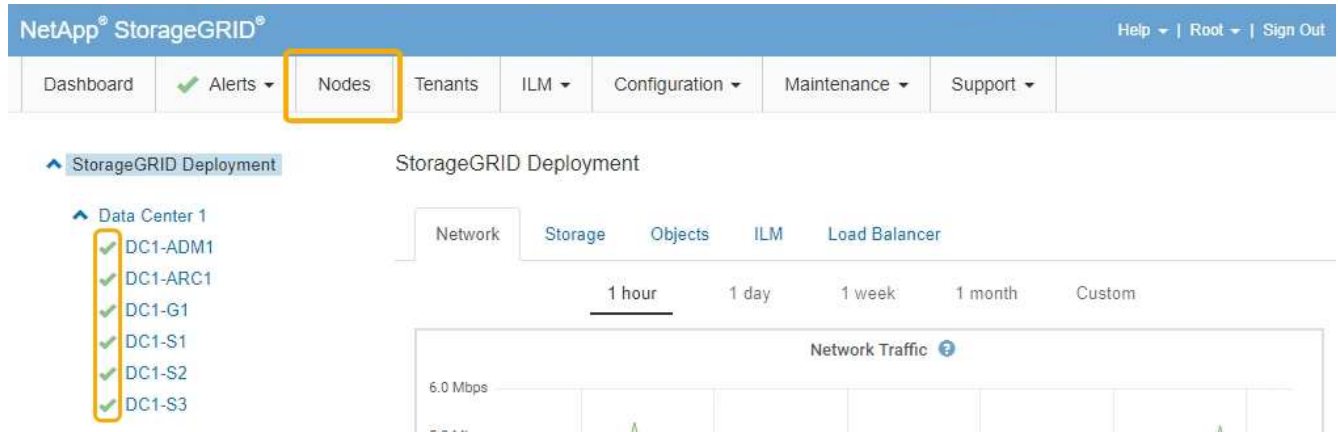 NetApp® StorageGRID®
Help | Root | Sign Out
Dashboard Alerts Nodes Tenants ILM Configuration Maintenance Support
StorageGRID Deployment
StorageGRID Deployment
Data Center 1
DC1-ADM1
DC1-ARC1
DC1-G1
DC1-S1
DC1-S2
DC1-S3
Network Storage Objects ILM Load Balancer
1 hour 1 day 1 week 1 month Custom
Network Traffic
6.0 Mbps